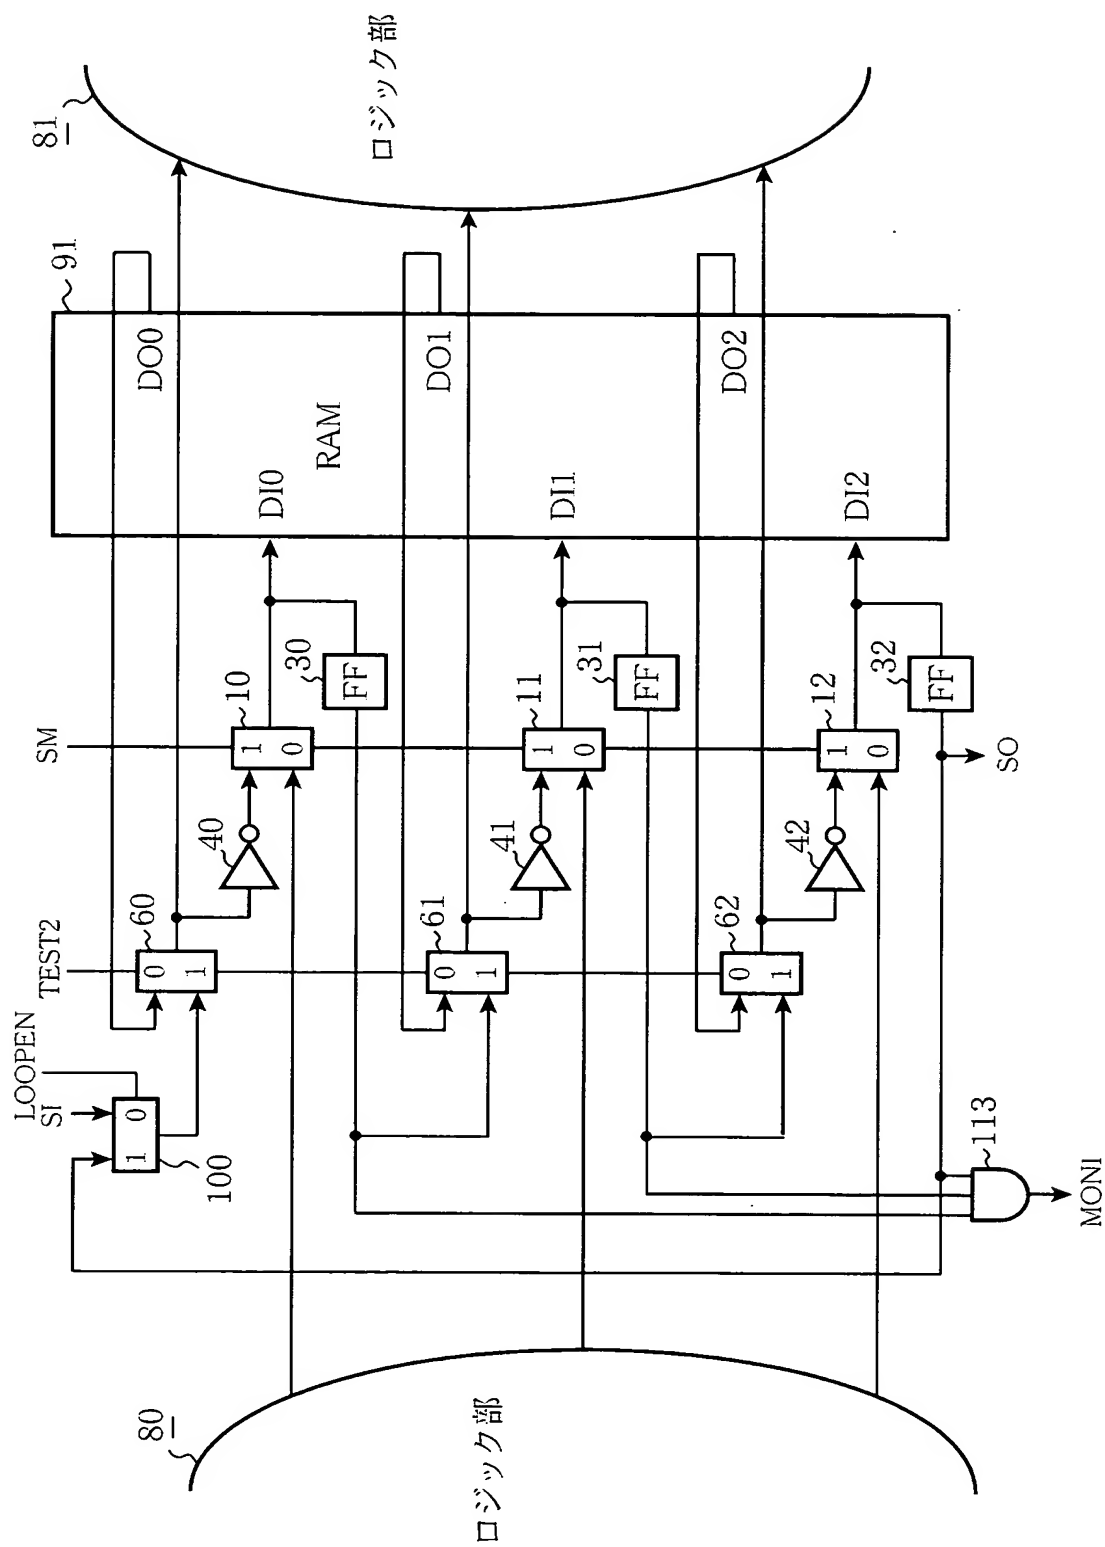 ロジック部
81
91
DO0
DO1
DO2
RAM
DI0
DI1
DI2
30
FF
31
FF
32
FF
SM
10
1
0
11
1
0
12
1
0
SO
40
41
42
TEST2
60
0
1
61
0
1
62
0
1
LOOPEN
SI
1
0
100
113
MONI
80
ロジック部